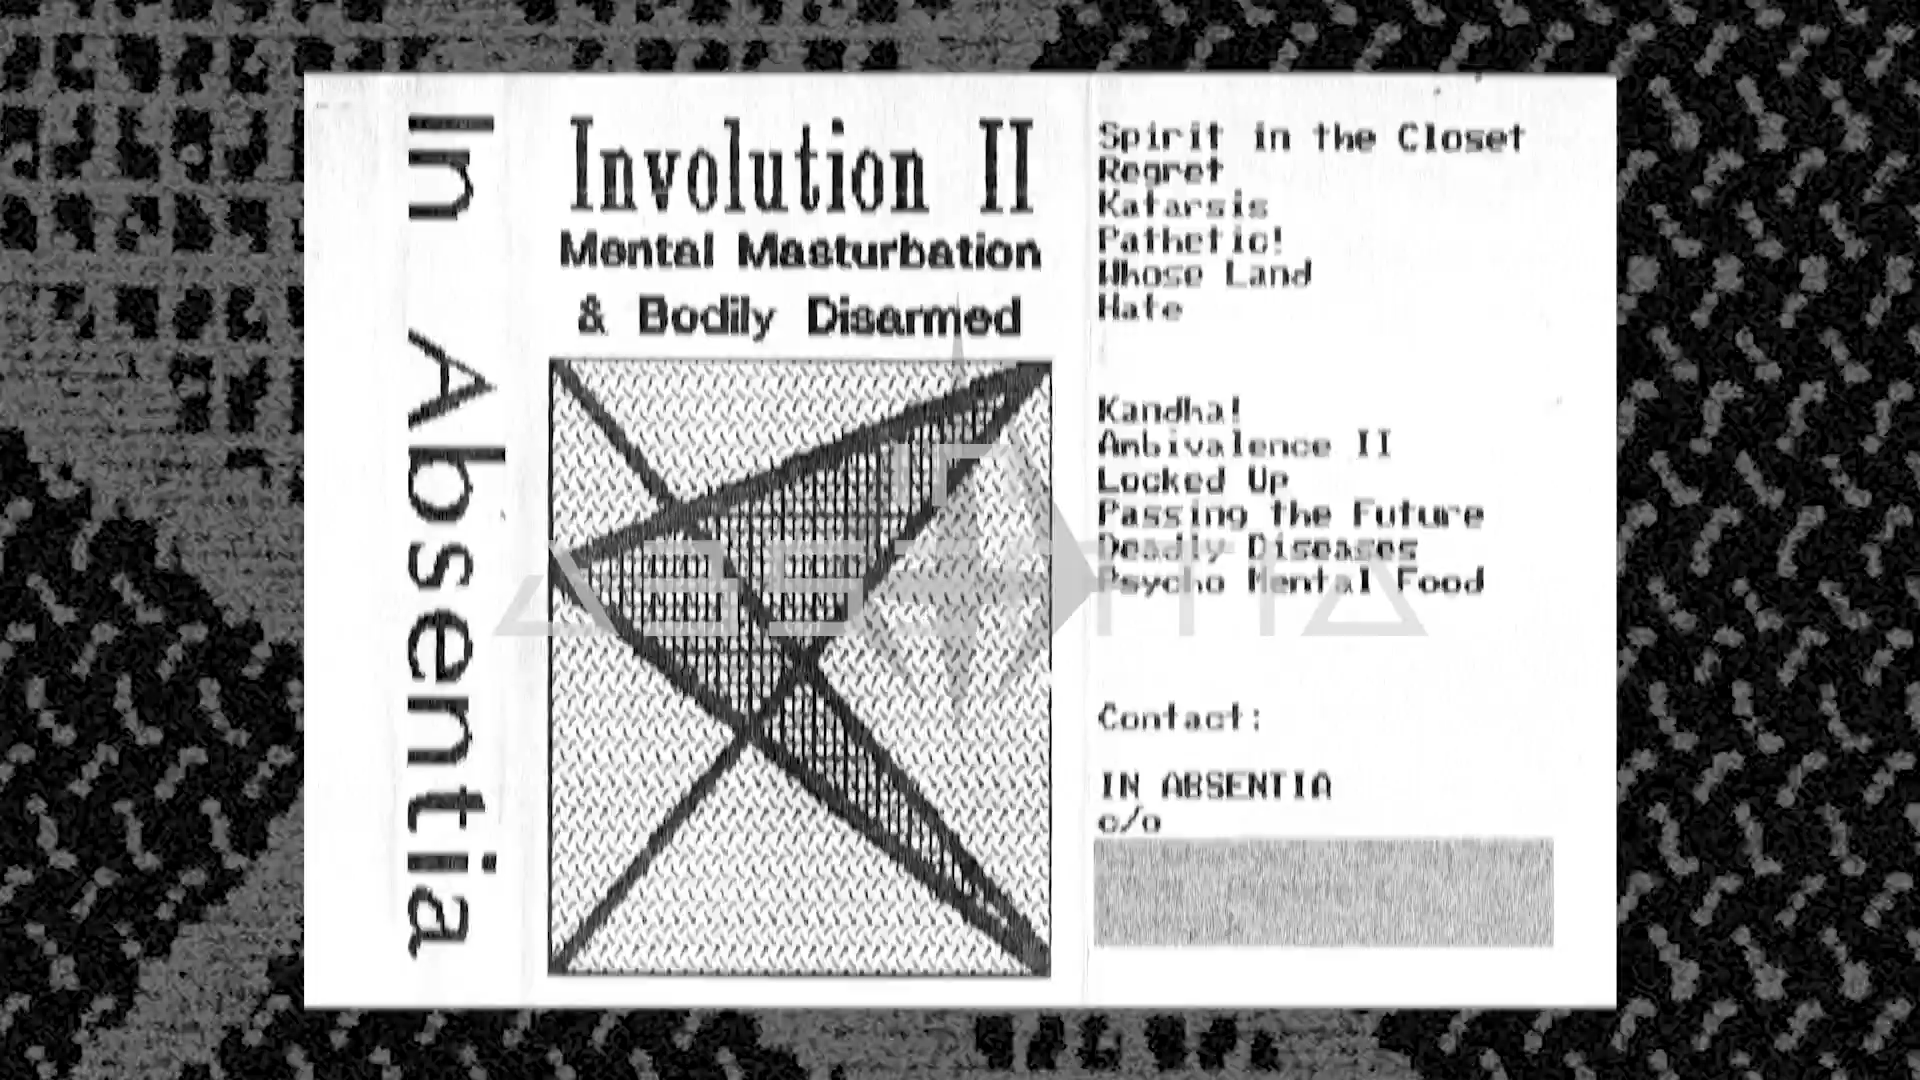 In Absentia
Involution II
Mental Masturbation
& Bodily Disarmed
Spirit in the Closet
Regret
Katarsis
Pathetic!
Whose Land
Hate
Kandha!
Ambivalence II
Locked Up
Passing the Future
Deadly Diseases
Psycho Mental Food
Contact:
IN ABSENTIA
c/o